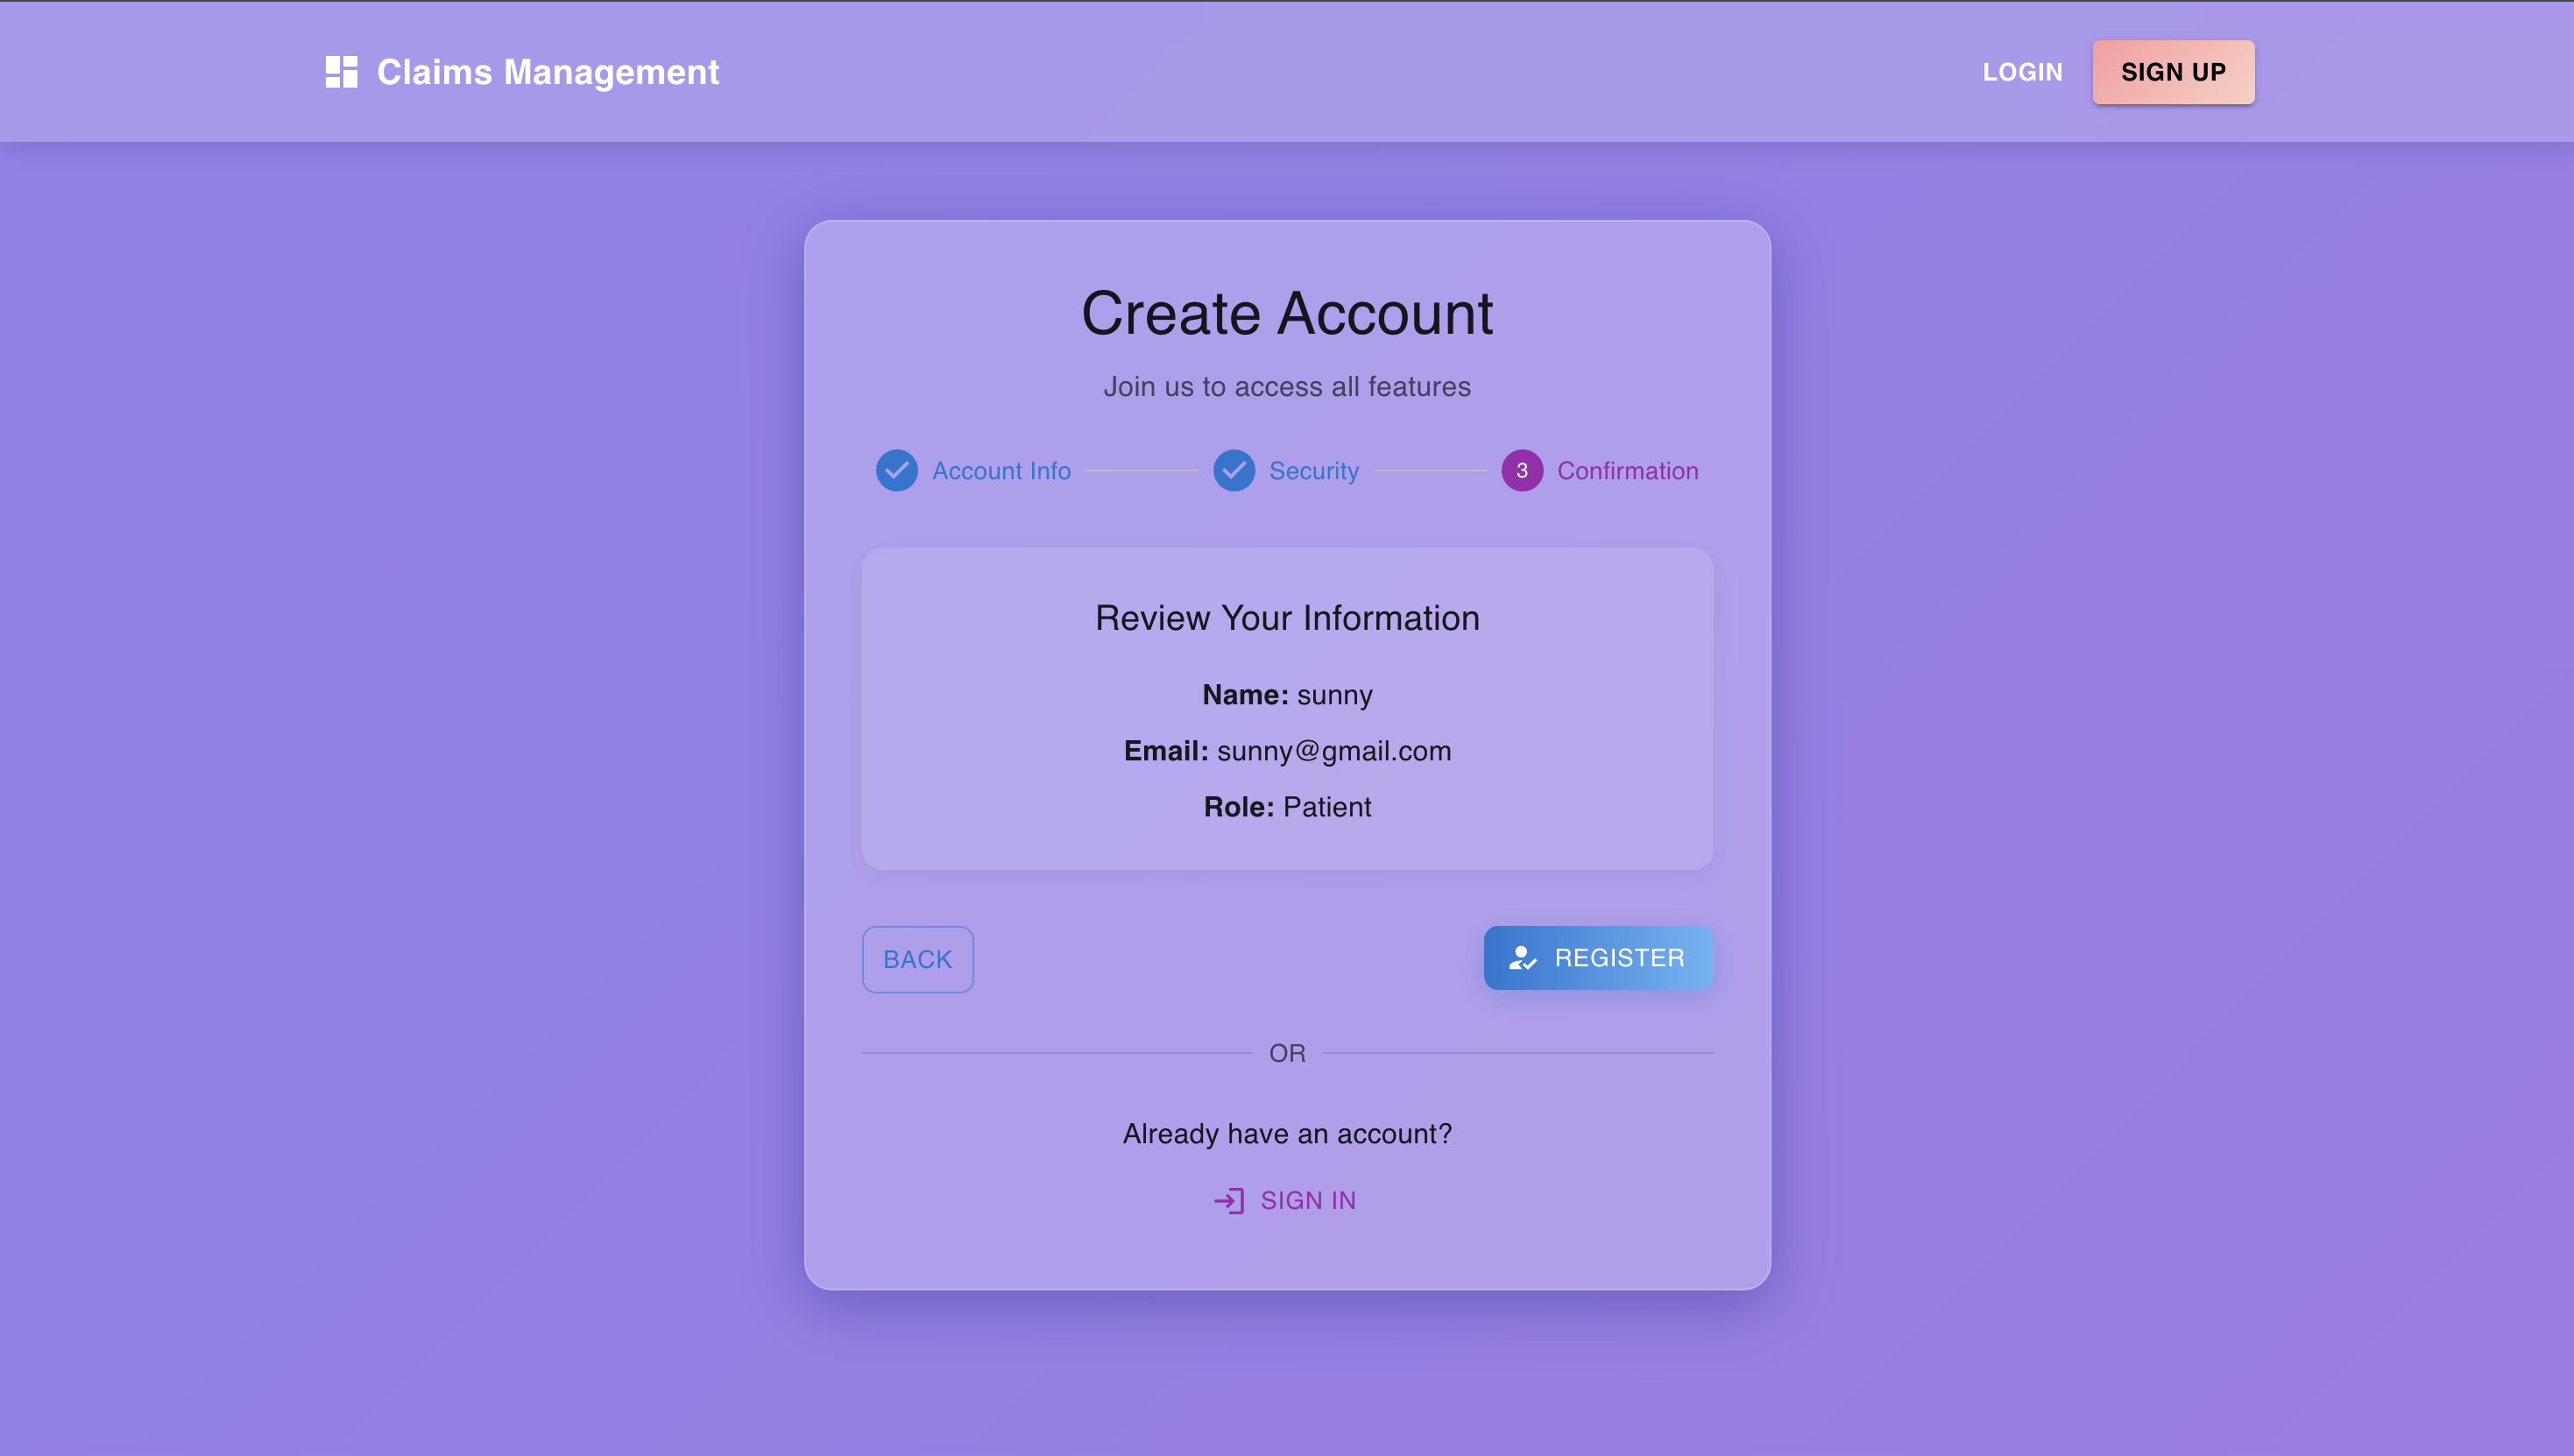 Claims Management
LOGIN
SIGN UP
Create Account
Join us to access all features
Account Info
Security
3 Confirmation
Review Your Information
Name: sunny
Email: sunny@gmail.com
Role: Patient
BACK
REGISTER
OR
Already have an account?
SIGN IN